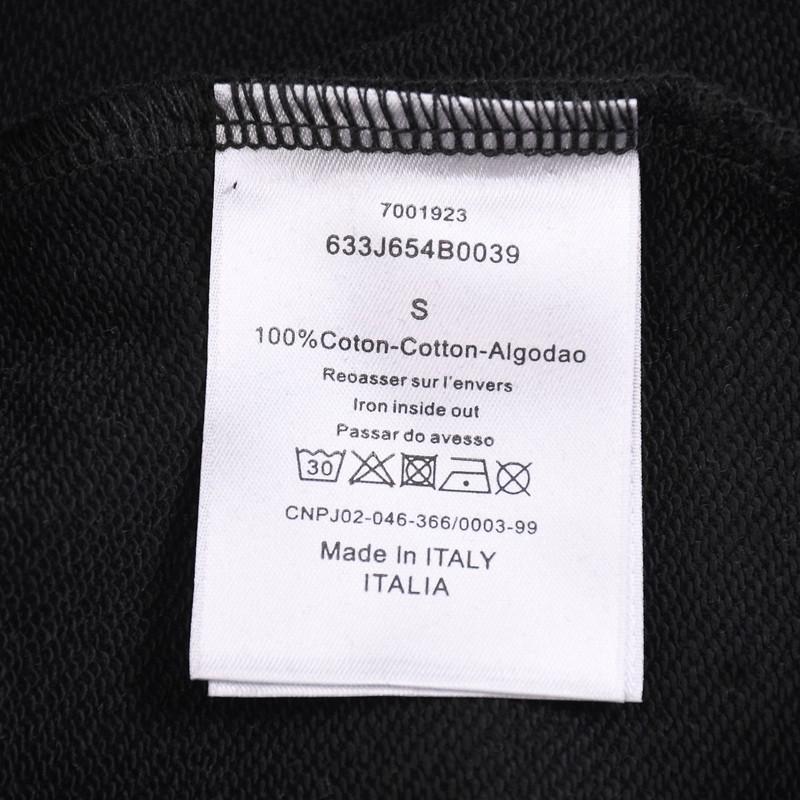 7001923
633J654B0039
S
100%Coton-Cotton-Algodao
Reoasser sur l'envers
Iron inside out
Passar do avesso
30
CNPJ02-046-366/0003-99
Made In ITALY
ITALIA